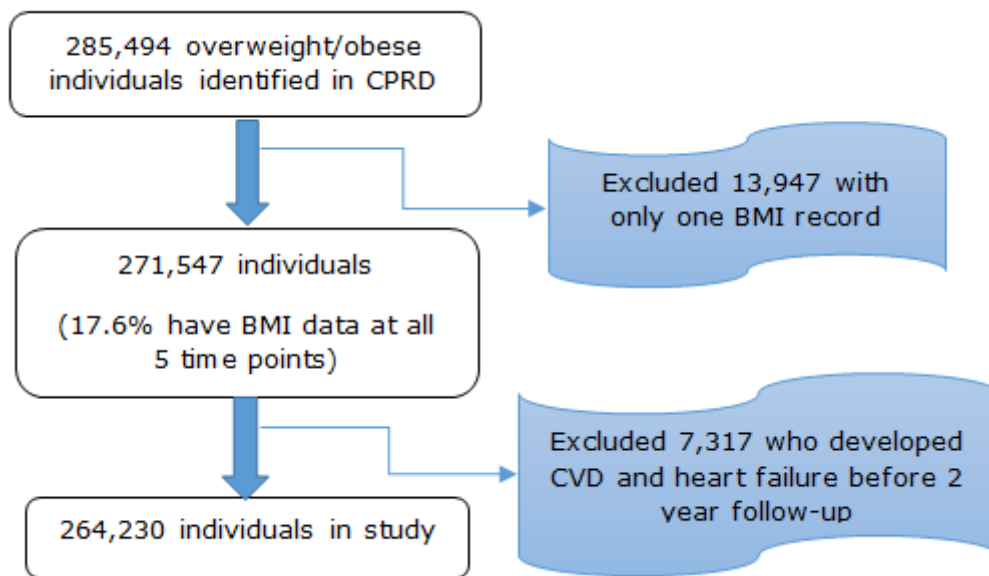 285,494 overweight/obese
individuals identified in CPRD
Excluded 13,947 with
only one BMI record
271,547 individuals
(17.6% have BMI data at all
5 time points)
Excluded 7,317 who developed
CVD and heart failure before 2
year follow-up
264,230 individuals in study